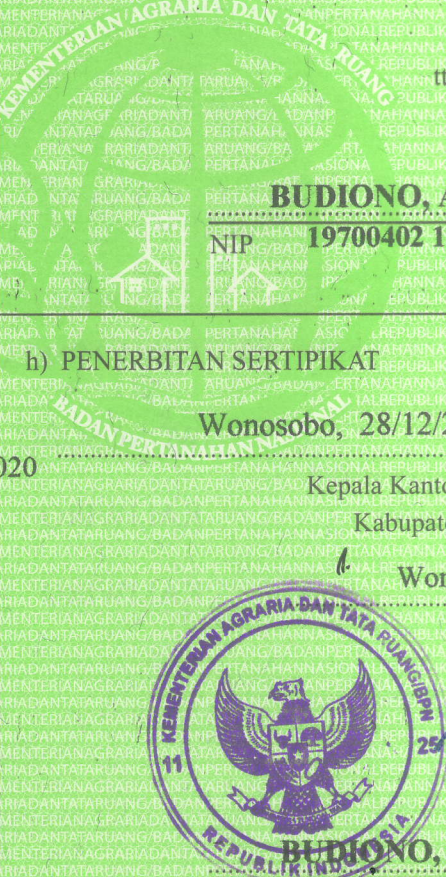 KEMENTERIAN AGRARIA DAN TATA RUANG
BUDIONO, A
NIP 19700402 1
h) PENERBITAN SERTIPIKAT
BADAN PERTANAHAN NASIONAL
Wonosobo, 28/12/2
020
Kepala Kanto
Kabupate
Won
KEMENTERIAN AGRARIA DAN TATA RUANG/BPN
11 25
REPUBLIK INDONESIA
BUDIONO,